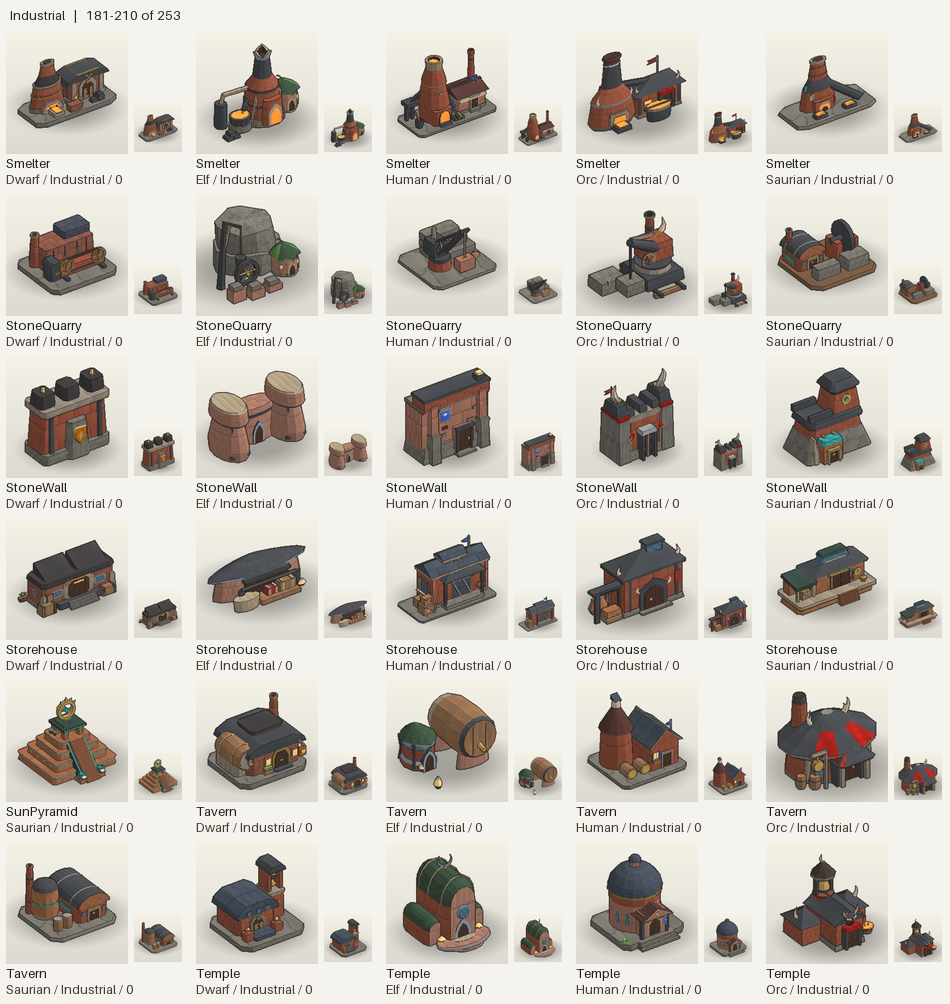 Industrial | 181-210 of 253
Smelter Smelter Smelter Smelter Smelter
Dwarf / Industrial / 0 Elf / Industrial / 0 Human / Industrial / 0 Orc / Industrial / 0 Saurian / Industrial / 0
StoneQuarry StoneQuarry StoneQuarry StoneQuarry StoneQuarry
Dwarf / Industrial / 0 Elf / Industrial / 0 Human / Industrial / 0 Orc / Industrial / 0 Saurian / Industrial / 0
StoneWall StoneWall StoneWall StoneWall StoneWall
Dwarf / Industrial / 0 Elf / Industrial / 0 Human / Industrial / 0 Orc / Industrial / 0 Saurian / Industrial / 0
Storehouse Storehouse Storehouse Storehouse Storehouse
Dwarf / Industrial / 0 Elf / Industrial / 0 Human / Industrial / 0 Orc / Industrial / 0 Saurian / Industrial / 0
SunPyramid Tavern Tavern Tavern Tavern
Saurian / Industrial / 0 Dwarf / Industrial / 0 Elf / Industrial / 0 Human / Industrial / 0 Orc / Industrial / 0
Tavern Temple Temple Temple Temple
Saurian / Industrial / 0 Dwarf / Industrial / 0 Elf / Industrial / 0 Human / Industrial / 0 Orc / Industrial / 0